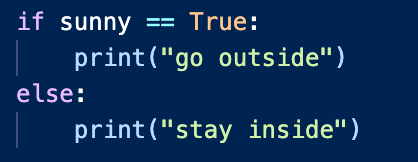 if sunny == True:
    print("go outside")
else:
    print("stay inside")